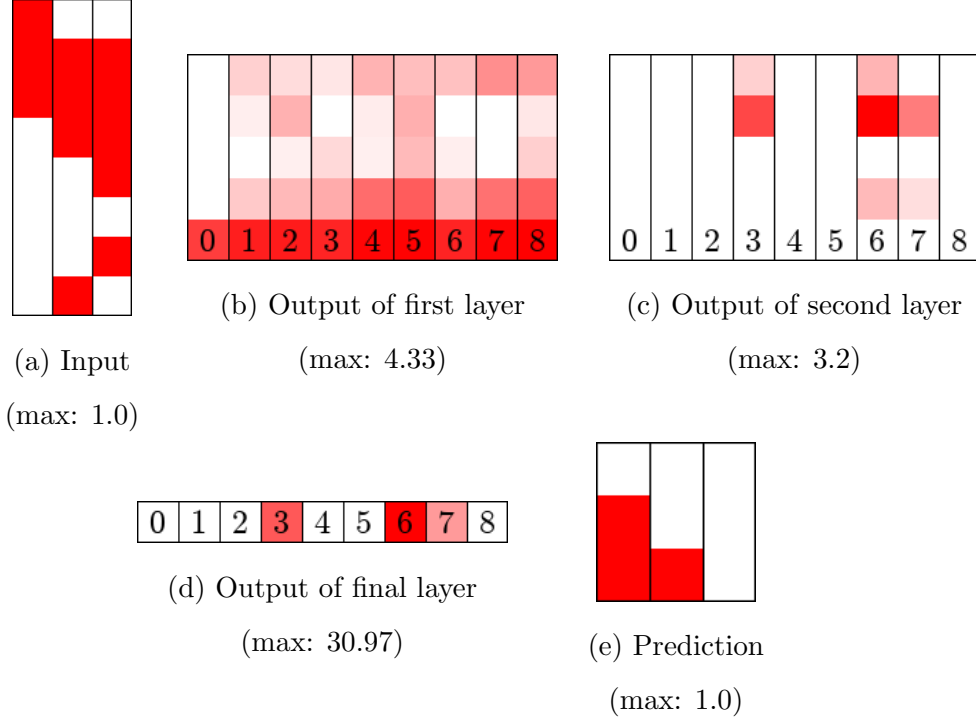 0 1 2 3 4 5 6 7 8
(b) Output of first layer
(max: 4.33)
0 1 2 3 4 5 6 7 8
(c) Output of second layer
(max: 3.2)
(a) Input
(max: 1.0)
0 1 2 3 4 5 6 7 8
(d) Output of final layer
(max: 30.97)
(e) Prediction
(max: 1.0)